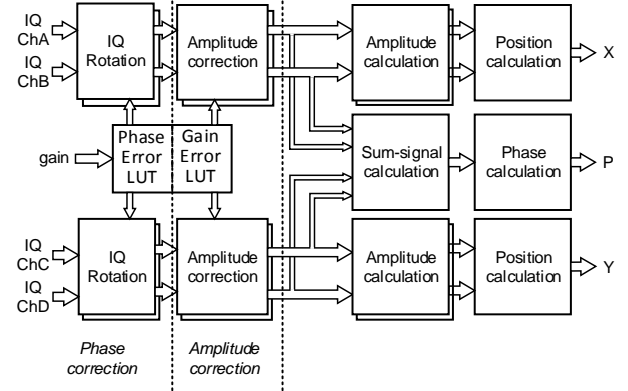 IQ
ChA
IQ
ChB
IQ
Rotation
Amplitude
correction
Amplitude
calculation
Position
calculation
X
gain
Phase
Error
LUT
Gain
Error
LUT
Sum-signal
calculation
Phase
calculation
P
IQ
ChC
IQ
ChD
IQ
Rotation
Amplitude
correction
Amplitude
calculation
Position
calculation
Y
Phase
correction
Amplitude
correction